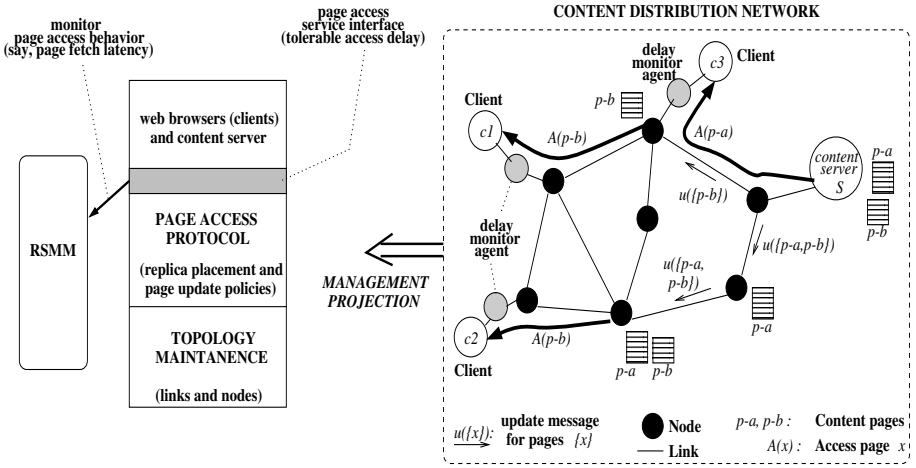 monitor
page access behavior
(say, page fetch latency)
page access
service interface
(tolerable access delay)
web browsers (clients)
and content server
RSMM
PAGE ACCESS
PROTOCOL
(replica placement and
page update policies)
TOPOLOGY
MAINTANENCE
(links and nodes)
MANAGEMENT
PROJECTION
CONTENT DISTRIBUTION NETWORK
delay
monitor
agent
c3
Client
p-b
Client
c1
A(p-b)
A(p-a)
content
server
S
p-a
p-b
u({p-b})
u({p-a,p-b})
delay
monitor
agent
u({p-a,
p-b})
p-a
c2
Client
A(p-b)
p-a
p-b
u({x}):
update message
for pages {x}
Node
Link
p-a, p-b :
Content pages
A(x) :
Access page x